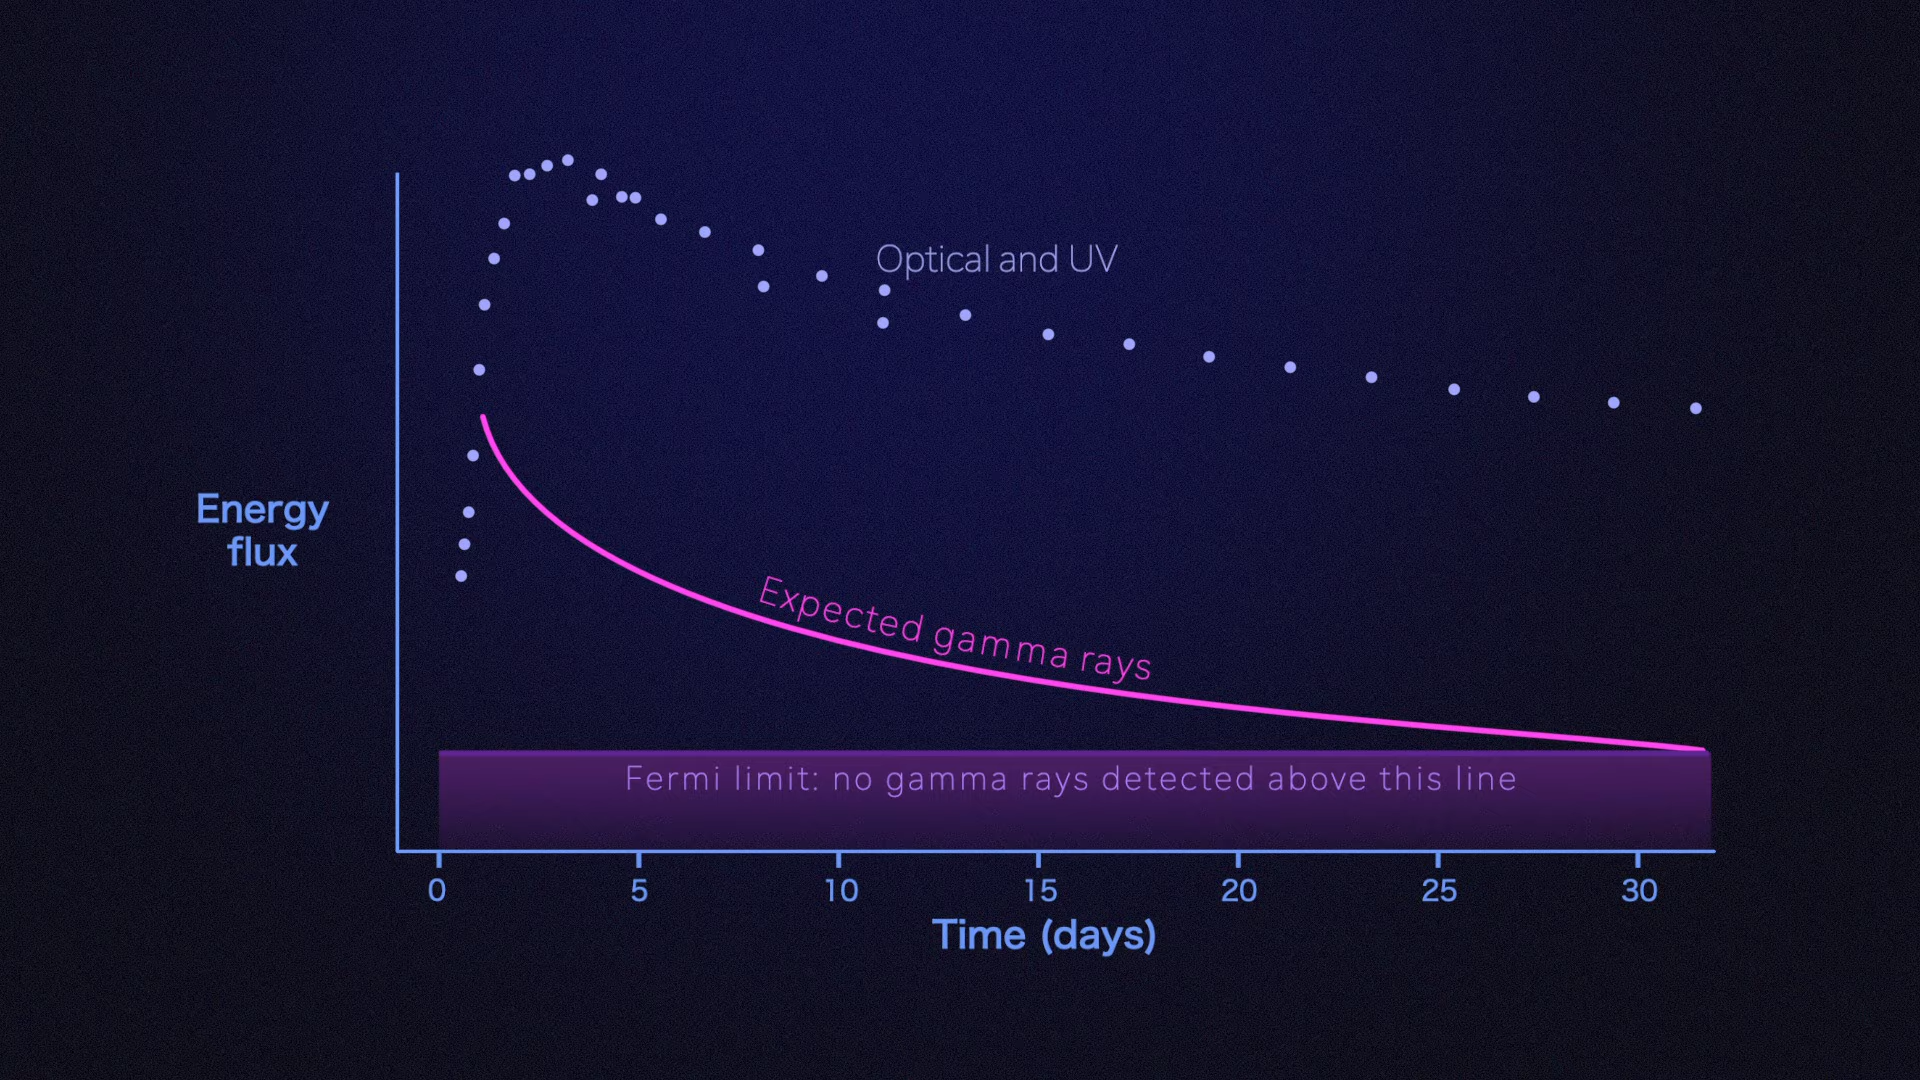 Optical and UV
Energy
flux
Expected gamma rays
Fermi limit: no gamma rays detected above this line
0 5 10 15 20 25 30
Time (days)